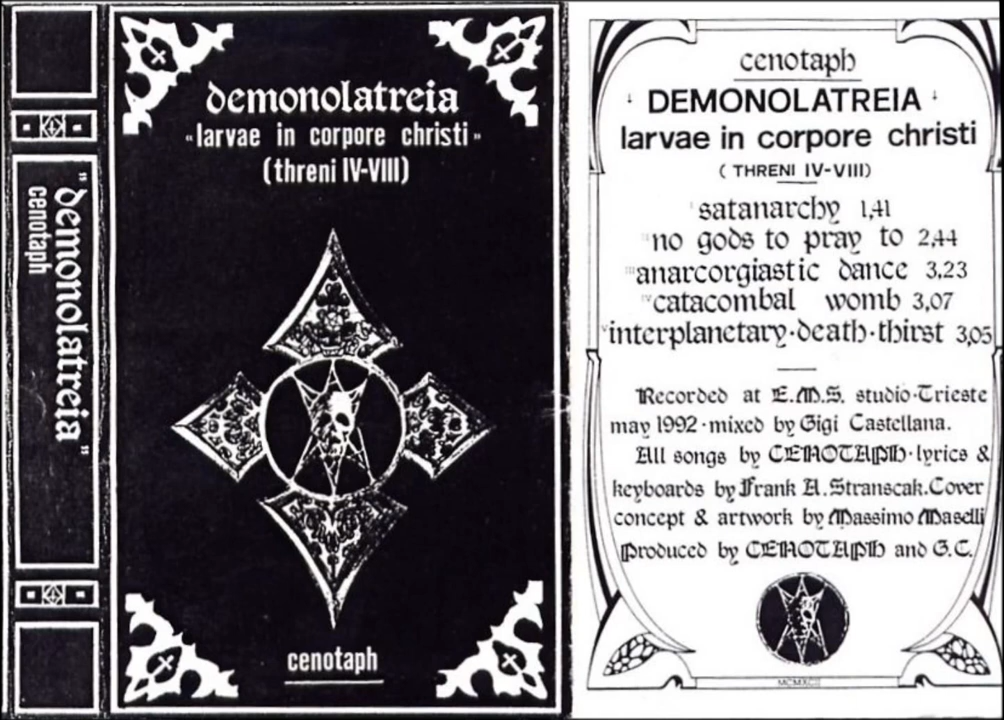 "demonolatreia"
cenotaph
demonolatreia
"larvae in corpore christi"
(threni IV-VIII)
cenotaph
cenotaph
DEMONOLATREIA
larvae in corpore christi
( THRENI IV-VIII)
I satanarchy 1,41
II no gods to pray to 2,44
III anarcorgiastic dance 3,23
IV catacombal womb 3,07
V interplanetary·death·thirst 3,05
Recorded at E.M.S. studio·Trieste
may 1992·mixed by Gigi Castellana.
All songs by CENOTAPH·lyrics &
keyboards by Frank A.Stranscak.Cover
concept & artwork by Massimo Maselli
Produced by CENOTAPH and G.C.
MCMXCII